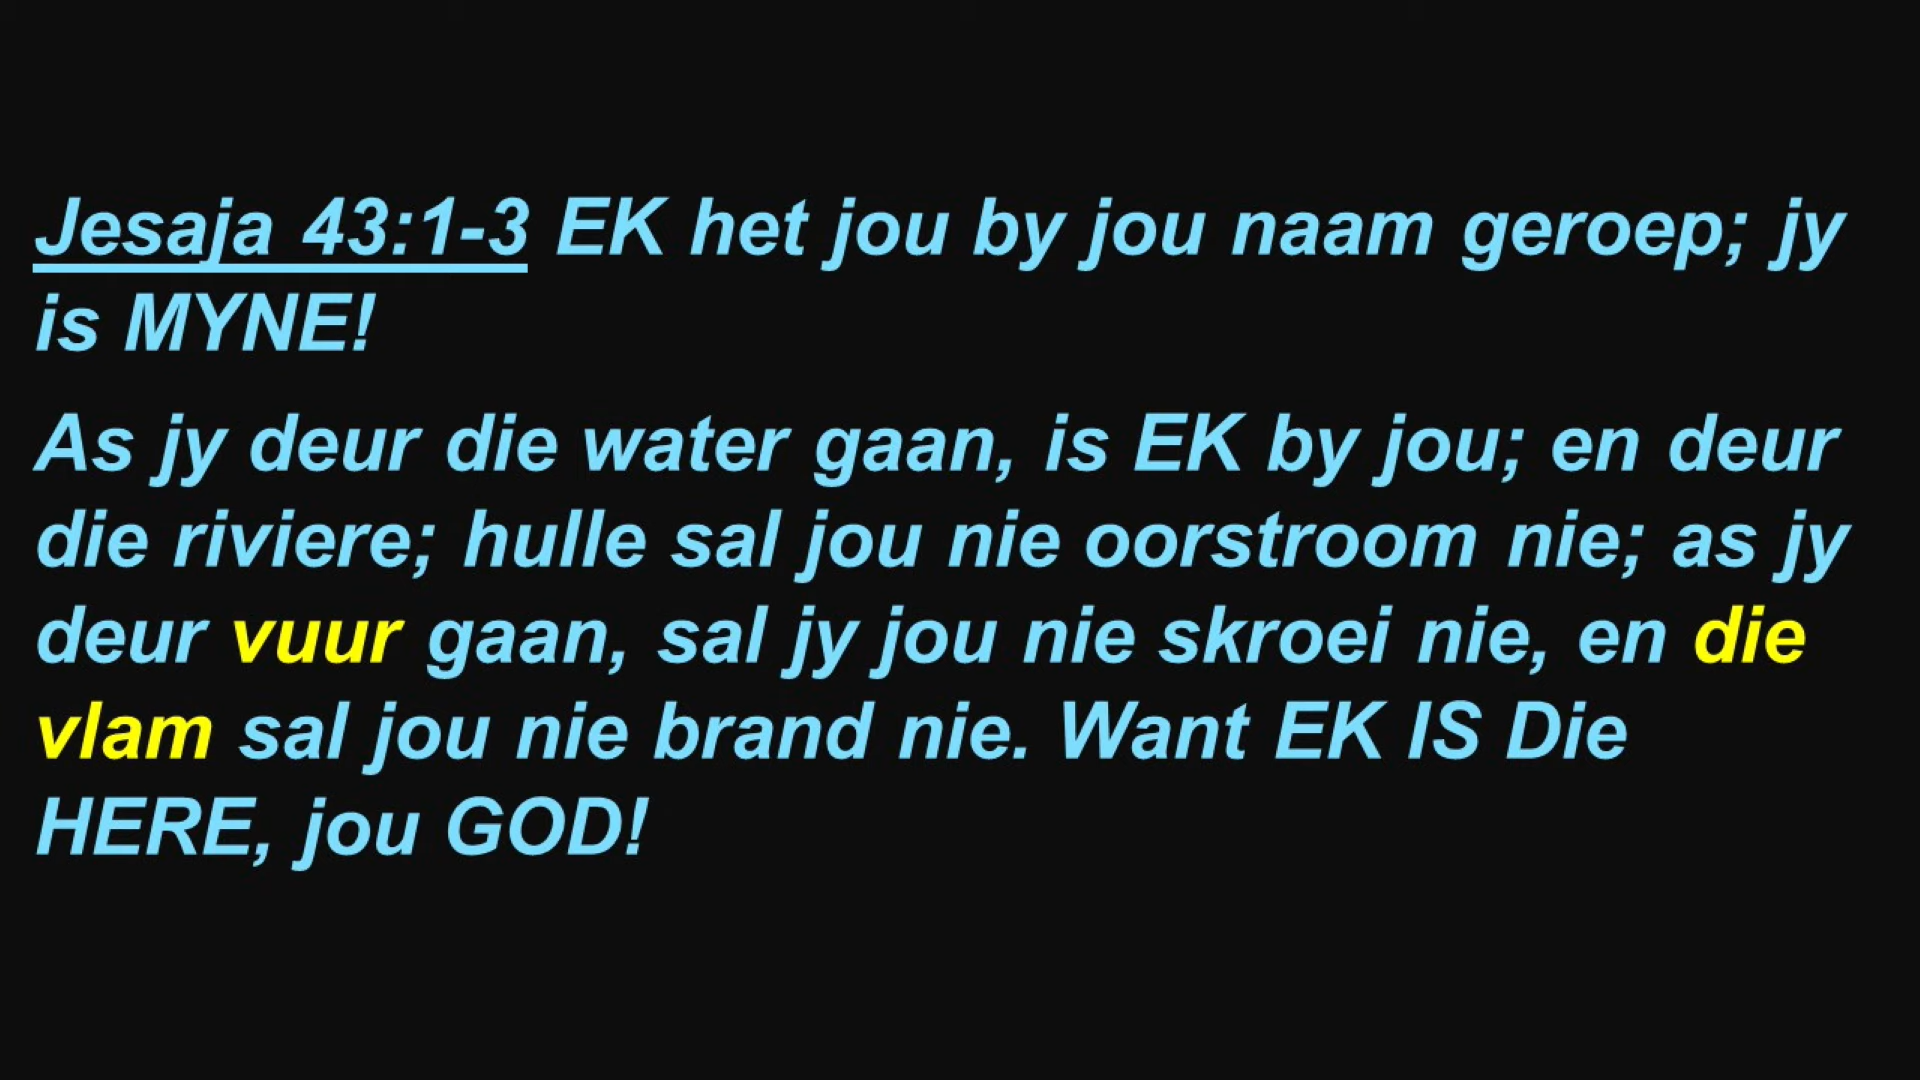 Jesaja 43:1-3 EK het jou by jou naam geroep; jy
is MYNE!
As jy deur die water gaan, is EK by jou; en deur
die riviere; hulle sal jou nie oorstroom nie; as jy
deur vuur gaan, sal jy jou nie skroei nie, en die
vlam sal jou nie brand nie. Want EK IS Die
HERE, jou GOD!